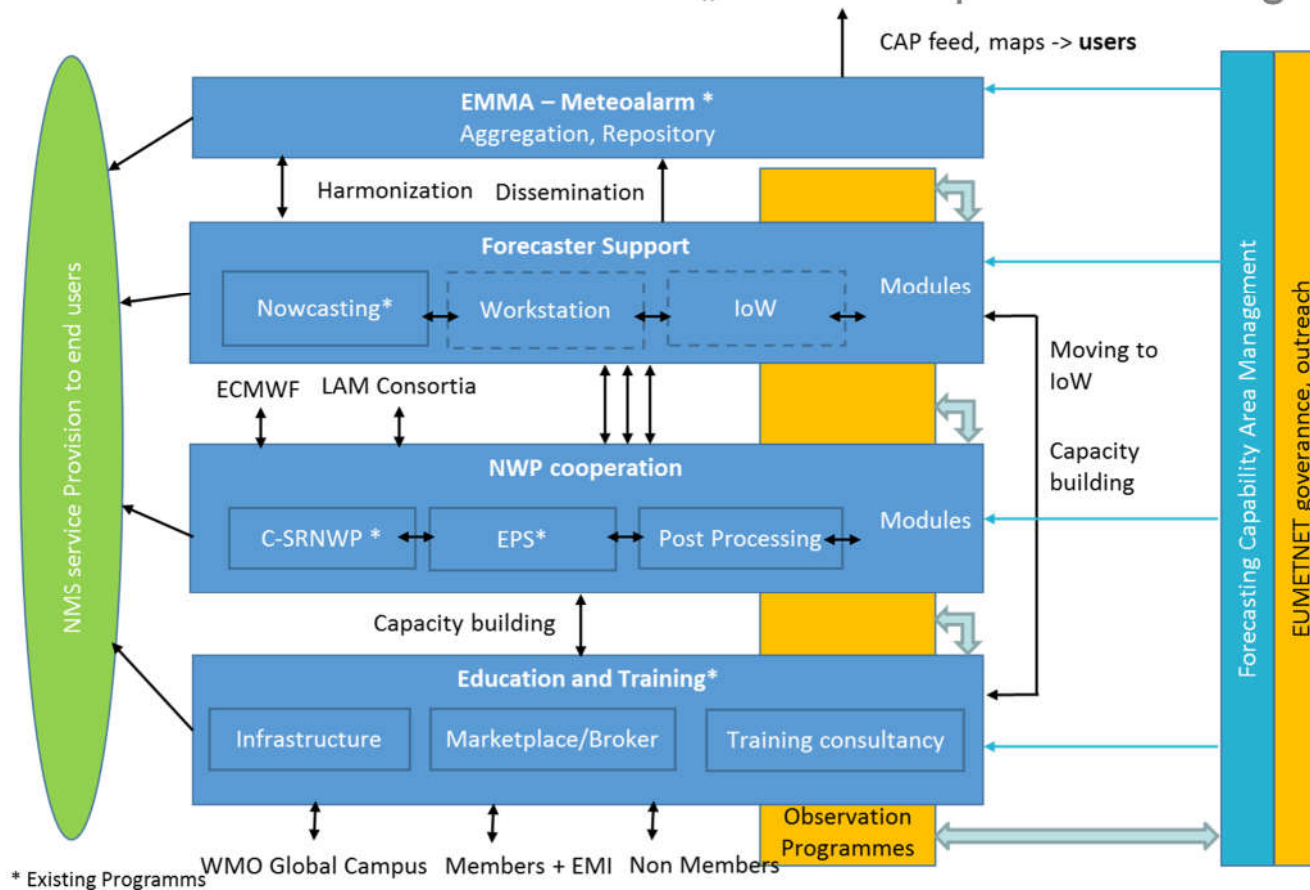 CAP feed, maps -> users
EMMA – Meteoalarm *
Aggregation, Repository
Harmonization
Dissemination
Forecaster Support
Nowcasting*
Workstation
IoW
Modules
ECMWF
LAM Consortia
Moving to
IoW
Capacity
building
NWP cooperation
C-SRNWP *
EPS*
Post Processing
Modules
Capacity building
Education and Training*
Infrastructure
Marketplace/Broker
Training consultancy
Observation
Programmes
WMO Global Campus
Members + EMI
Non Members
* Existing Programms
NMS service Provision to end users
Forecasting Capability Area Management
EUMETNET goverannce, outreach